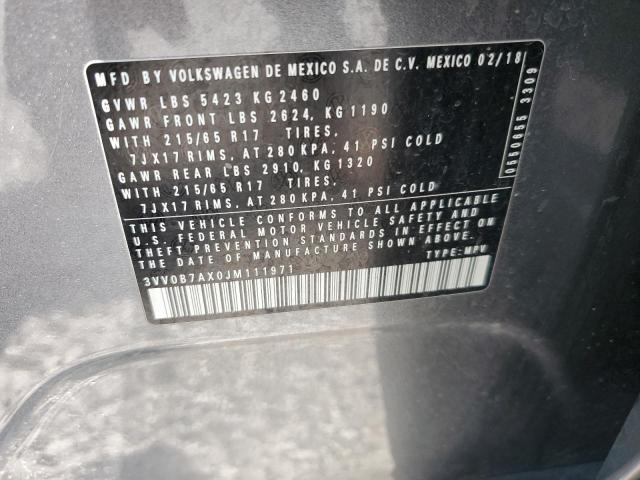 MFD BY VOLKSWAGEN DE MEXICO S.A. DE C.V. MEXICO 02/18
GVWR LBS 5423 KG 2460
GAWR FRONT LBS 2624, KG 1190
WITH 215/65 R17 TIRES.
7JX17 RIMS, AT 280 KPA, 41 PSI COLD
GAWR REAR LBS 2910, KG 1320
WITH 215/65 R17 TIRES.
7JX17 RIMS, AT 280 KPA, 41 PSI COLD
THIS VEHICLE CONFORMS TO ALL APPLICABLE
U.S. FEDERAL MOTOR VEHICLE SAFETY AND
THEFT PREVENTION STANDARDS IN EFFECT ON
THE DATE OF MANUFACTURE.
TYPE: MPV
3VV0B7AX0JM111971
0550655 3309